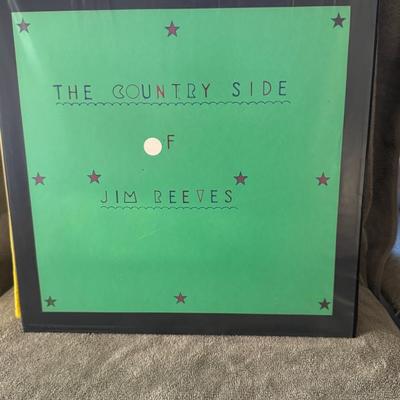 THE COUNTRY SIDE
OF
JIM REEVES